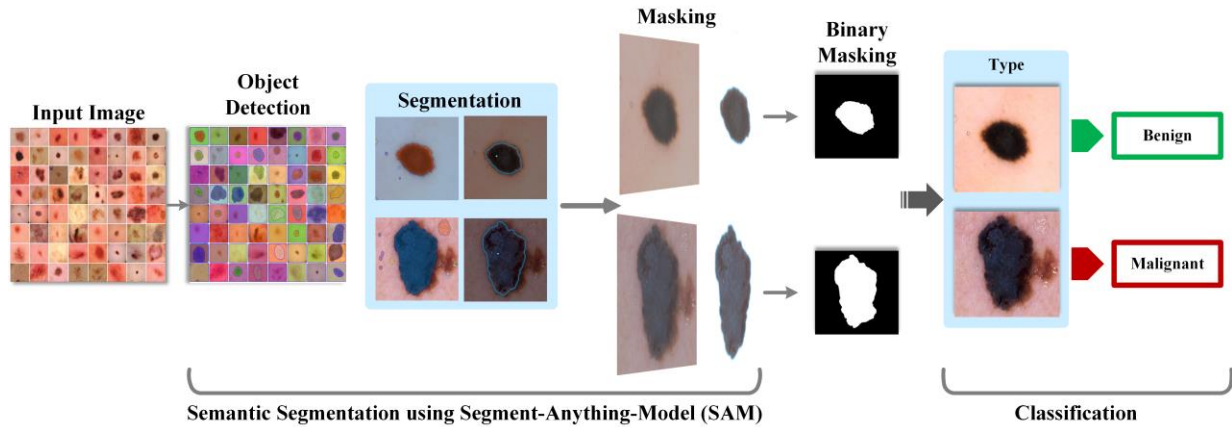 Input Image
Object
Detection
Segmentation
Masking
Binary
Masking
Type
Benign
Malignant
Semantic Segmentation using Segment-Anything-Model (SAM)
Classification